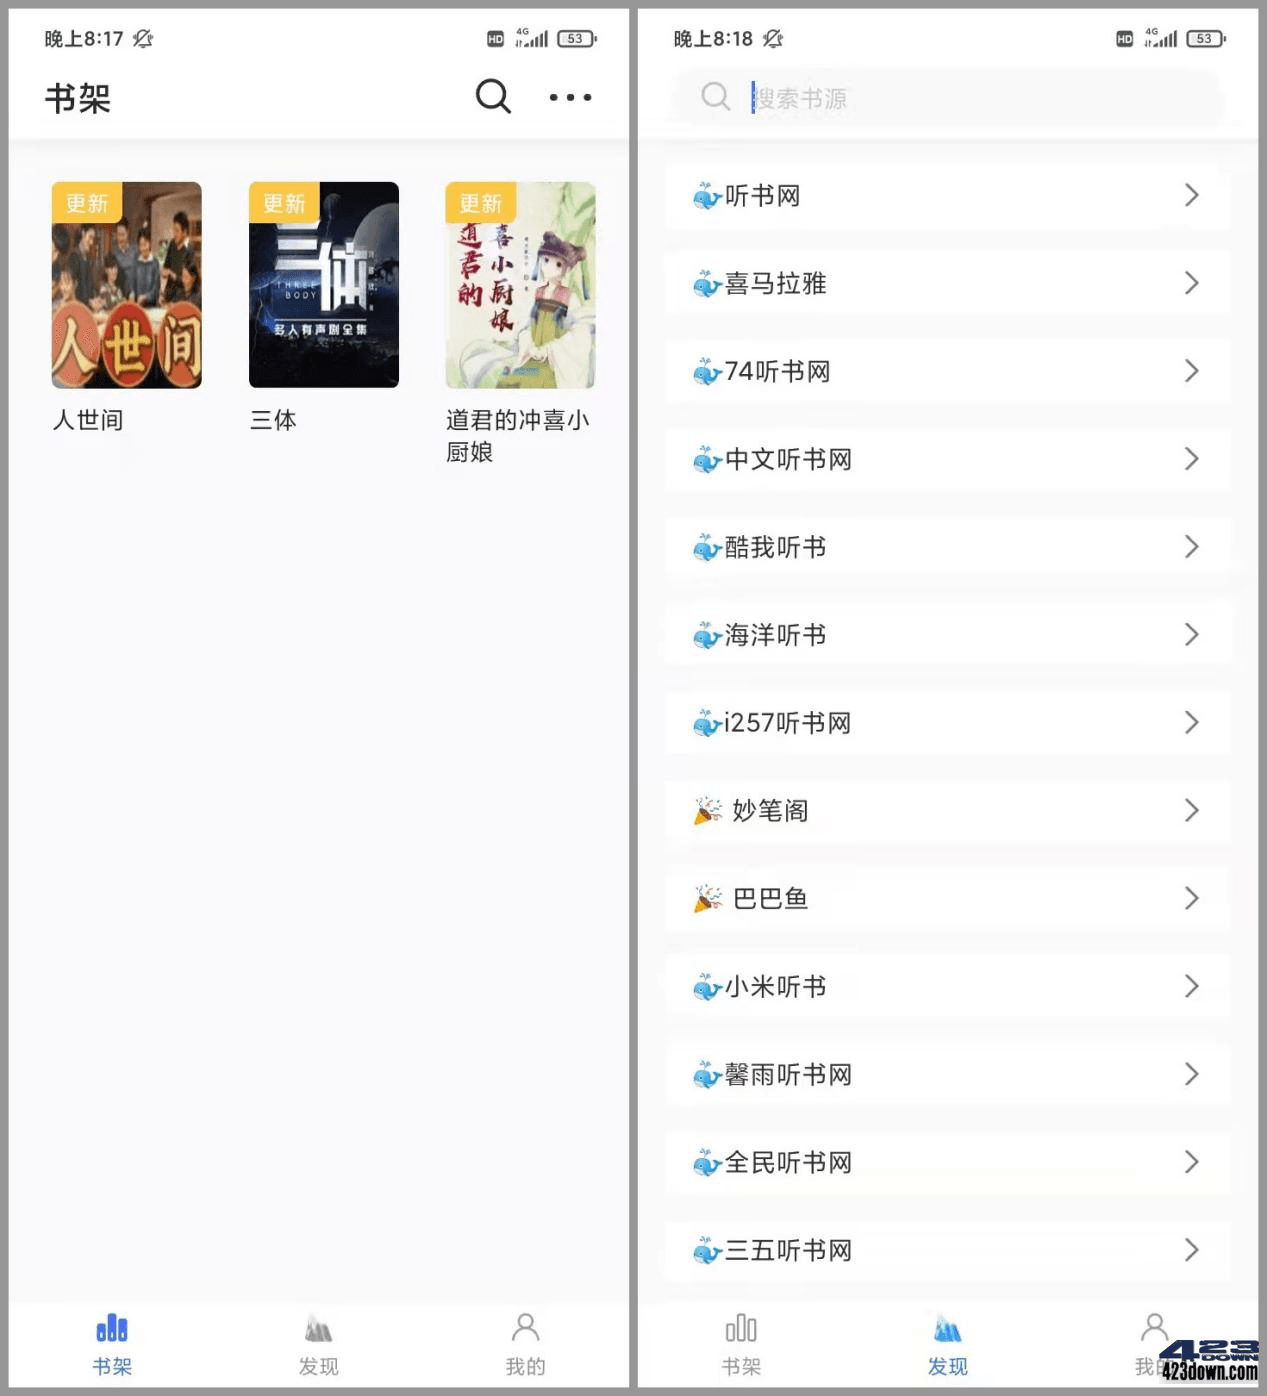 晚上8:17
HD 4G 53
书架
更新
更新
更新
人世间
三体
THREE BODY
多人有声剧全集
道君的
喜小厨娘
人世间
三体
道君的冲喜小
厨娘
书架
发现
我的
晚上8:18
HD 4G 53
搜索书源
听书网
喜马拉雅
74听书网
中文听书网
酷我听书
海洋听书
i257听书网
妙笔阁
巴巴鱼
小米听书
馨雨听书网
全民听书网
三五听书网
书架
发现
我的
423
DOWN
423down.com